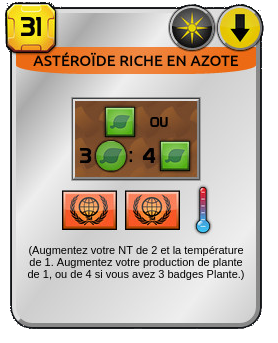 31
ASTÉROÏDE RICHE EN AZOTE
OU
3 : 4
(Augmentez votre NT de 2 et la température
de 1. Augmentez votre production de plante
de 1, ou de 4 si vous avez 3 badges Plante.)